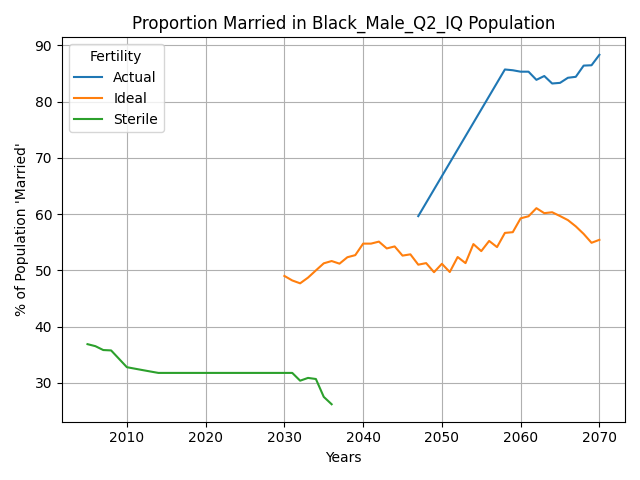 Proportion Married in Black_Male_Q2_IQ Population
% of Population 'Married'
90
80
70
60
50
40
30
Fertility
Actual
Ideal
Sterile
2010 2020 2030 2040 2050 2060 2070
Years